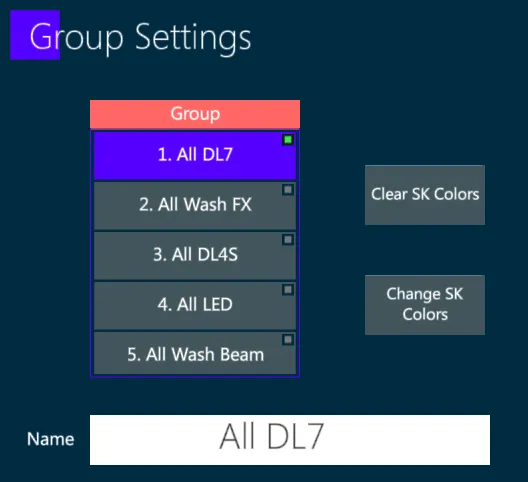 Group Settings
Group
1. All DL7
2. All Wash FX
3. All DL4S
4. All LED
5. All Wash Beam
Clear SK Colors
Change SK
Colors
Name
All DL7